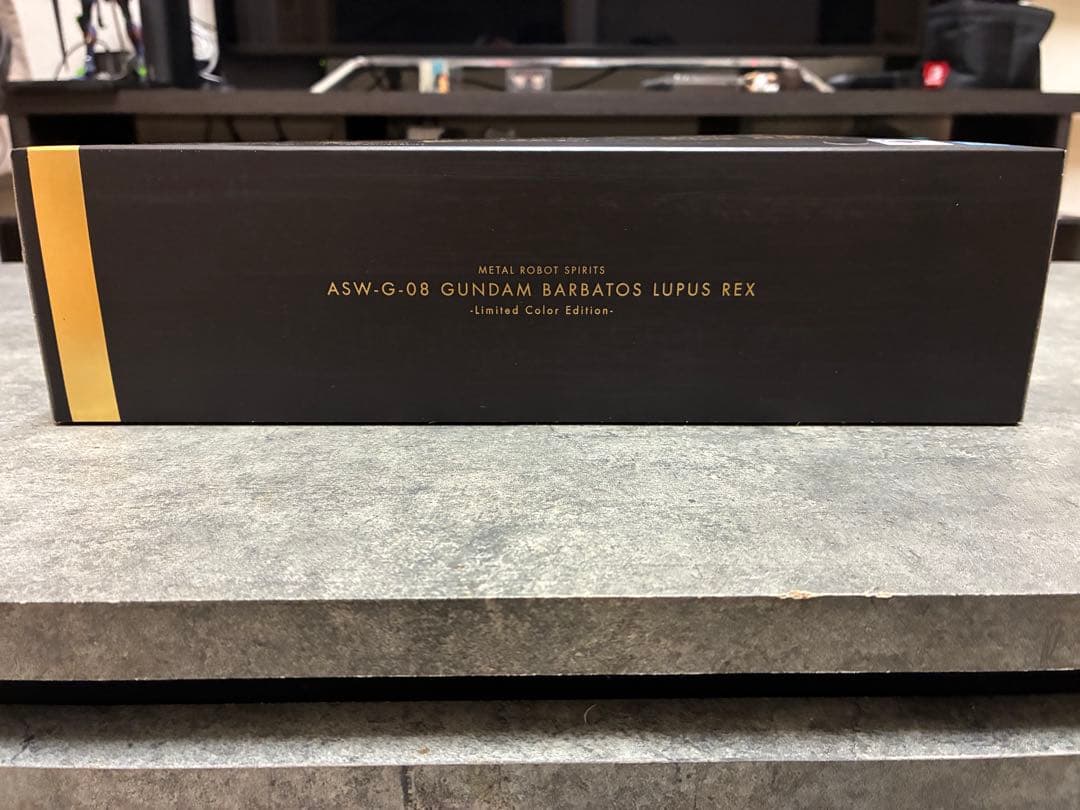 METAL ROBOT SPIRITS
ASW-G-08 GUNDAM BARBATOS LUPUS REX
-Limited Color Edition-